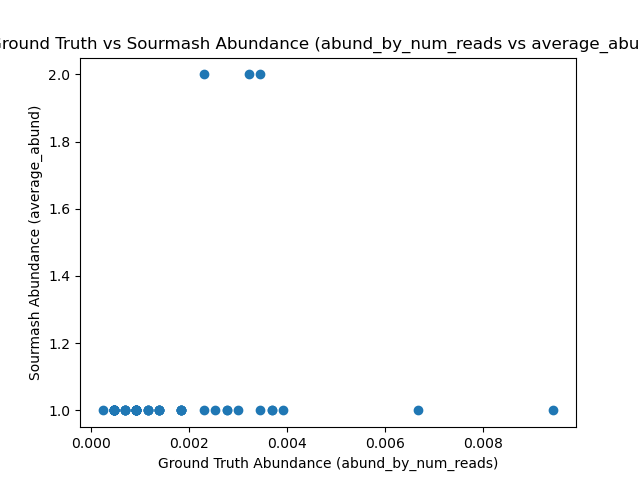 Ground Truth vs Sourmash Abundance (abund_by_num_reads vs average_abu
2.0
1.8
1.6
1.4
1.2
1.0
Sourmash Abundance (average_abund)
0.000 0.002 0.004 0.006 0.008
Ground Truth Abundance (abund_by_num_reads)